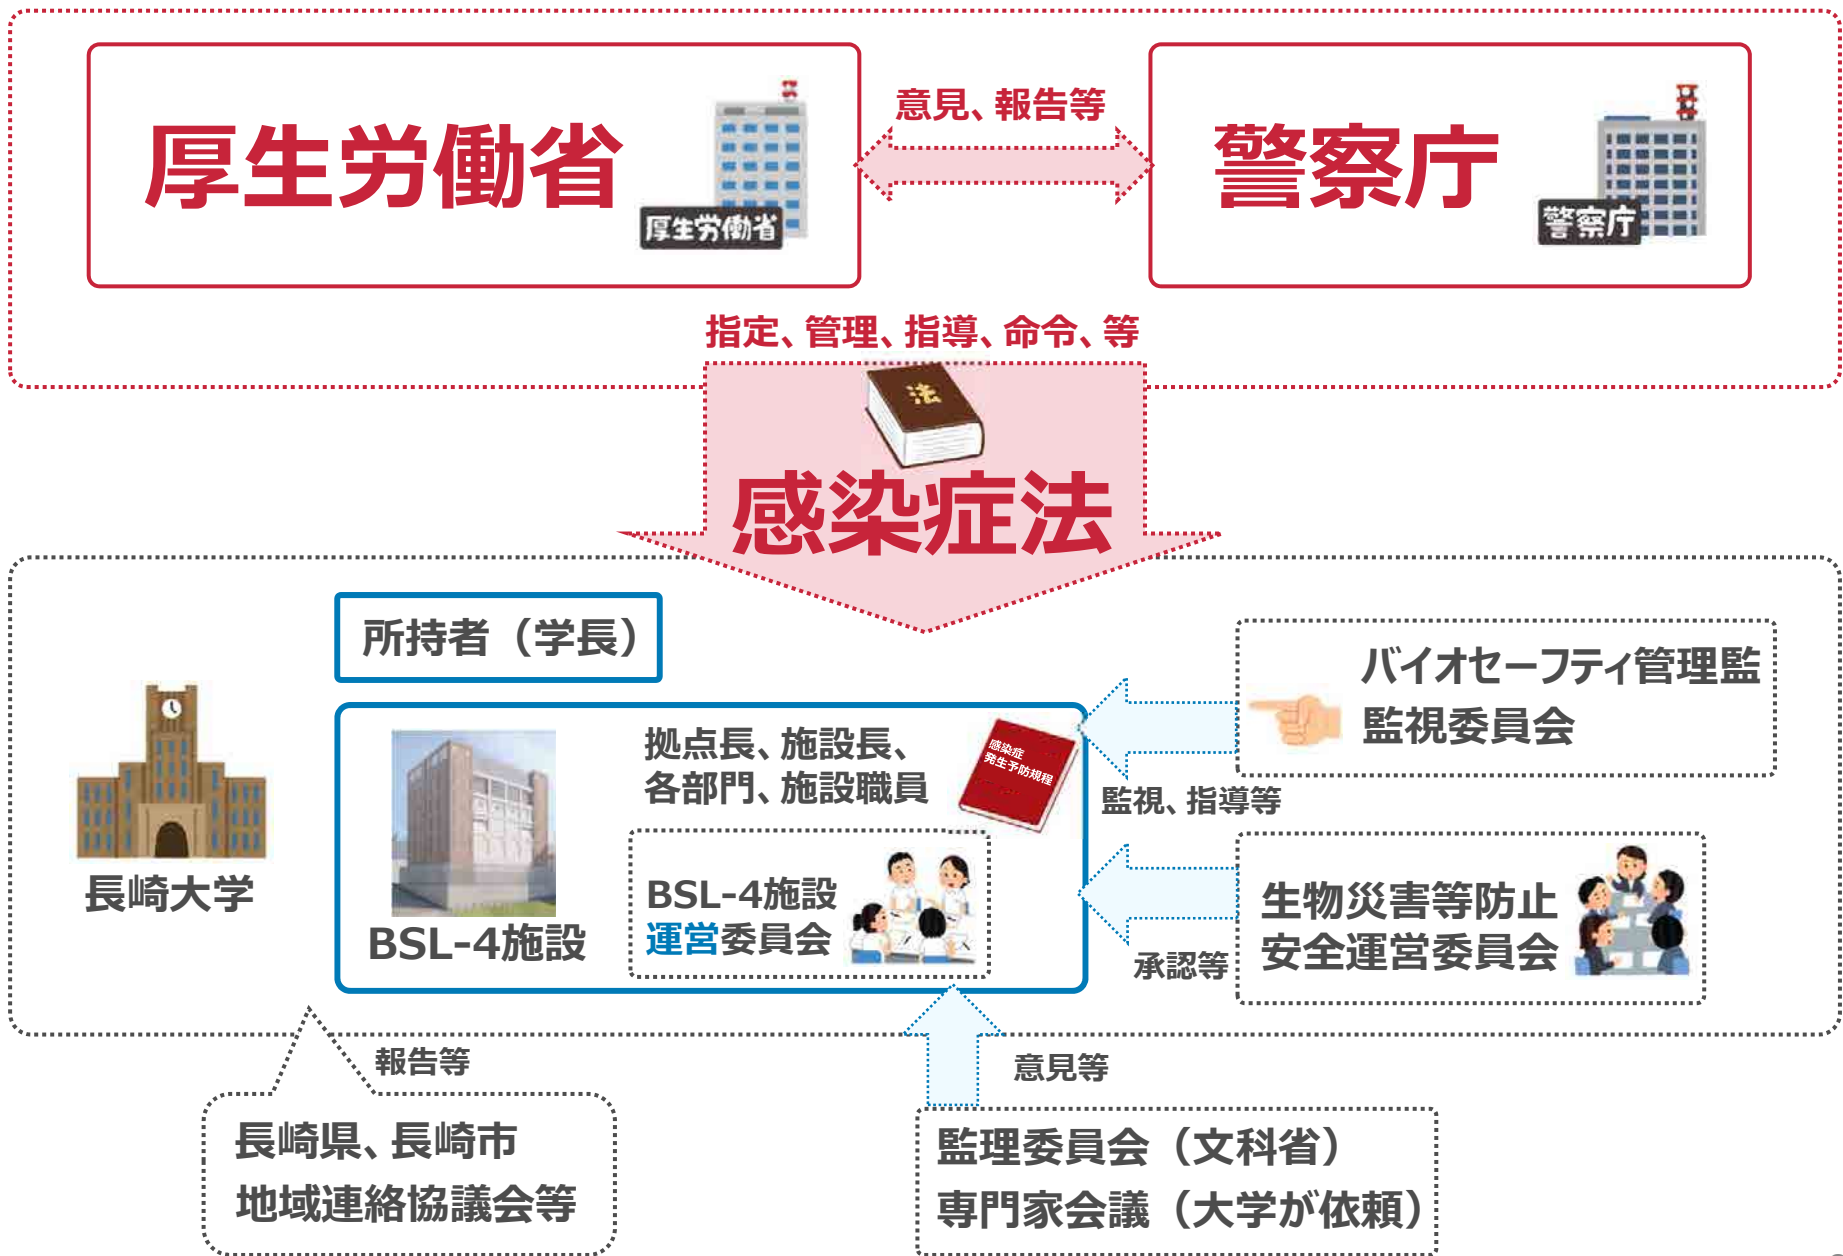 厚生労働省
厚生労働省
意見、報告等
警察庁
警察庁
指定、管理、指導、命令、等
法
感染症法
所持者（学長）
長崎大学
BSL-4施設
拠点長、施設長、
各部門、施設職員
感染症
発生予防規程
BSL-4施設
運営委員会
バイオセーフティ管理監
監視委員会
監視、指導等
生物災害等防止
安全運営委員会
承認等
報告等
長崎県、長崎市
地域連絡協議会等
意見等
監理委員会（文科省）
専門家会議（大学が依頼）